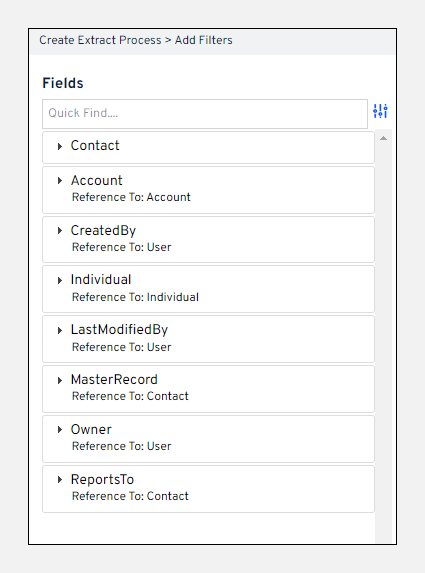 Create Extract Process > Add Filters
Fields
Quick Find....
Contact
Account
Reference To: Account
CreatedBy
Reference To: User
Individual
Reference To: Individual
LastModifiedBy
Reference To: User
MasterRecord
Reference To: Contact
Owner
Reference To: User
ReportsTo
Reference To: Contact